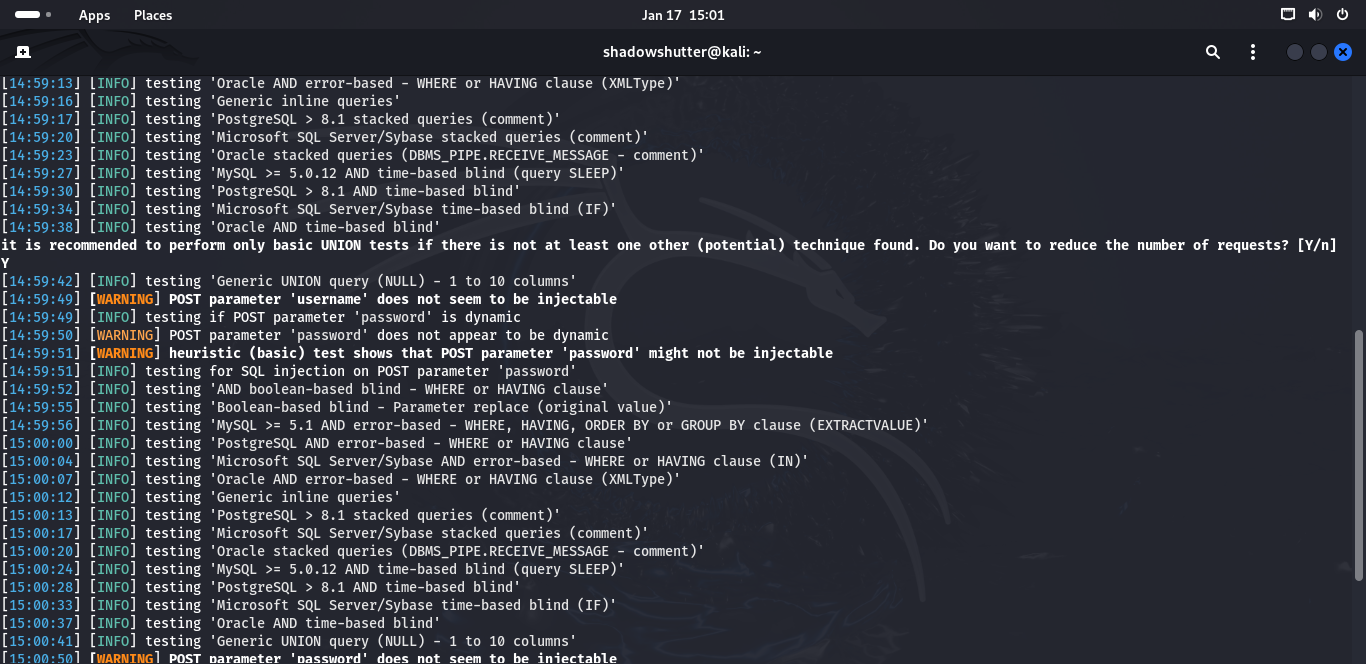 Apps Places Jan 17 15:01
shadowshutter@kali: ~
[14:59:13] [INFO] testing 'Oracle AND error-based - WHERE or HAVING clause (XMLType)'
[14:59:16] [INFO] testing 'Generic inline queries'
[14:59:17] [INFO] testing 'PostgreSQL > 8.1 stacked queries (comment)'
[14:59:20] [INFO] testing 'Microsoft SQL Server/Sybase stacked queries (comment)'
[14:59:23] [INFO] testing 'Oracle stacked queries (DBMS_PIPE.RECEIVE_MESSAGE - comment)'
[14:59:27] [INFO] testing 'MySQL >= 5.0.12 AND time-based blind (query SLEEP)'
[14:59:30] [INFO] testing 'PostgreSQL > 8.1 AND time-based blind'
[14:59:34] [INFO] testing 'Microsoft SQL Server/Sybase time-based blind (IF)'
[14:59:38] [INFO] testing 'Oracle AND time-based blind'
it is recommended to perform only basic UNION tests if there is not at least one other (potential) technique found. Do you want to reduce the number of requests? [Y/n]
Y
[14:59:42] [INFO] testing 'Generic UNION query (NULL) - 1 to 10 columns'
[14:59:49] [WARNING] POST parameter 'username' does not seem to be injectable
[14:59:49] [INFO] testing if POST parameter 'password' is dynamic
[14:59:50] [WARNING] POST parameter 'password' does not appear to be dynamic
[14:59:51] [WARNING] heuristic (basic) test shows that POST parameter 'password' might not be injectable
[14:59:51] [INFO] testing for SQL injection on POST parameter 'password'
[14:59:52] [INFO] testing 'AND boolean-based blind - WHERE or HAVING clause'
[14:59:55] [INFO] testing 'Boolean-based blind - Parameter replace (original value)'
[14:59:56] [INFO] testing 'MySQL >= 5.1 AND error-based - WHERE, HAVING, ORDER BY or GROUP BY clause (EXTRACTVALUE)'
[15:00:00] [INFO] testing 'PostgreSQL AND error-based - WHERE or HAVING clause'
[15:00:04] [INFO] testing 'Microsoft SQL Server/Sybase AND error-based - WHERE or HAVING clause (IN)'
[15:00:07] [INFO] testing 'Oracle AND error-based - WHERE or HAVING clause (XMLType)'
[15:00:12] [INFO] testing 'Generic inline queries'
[15:00:13] [INFO] testing 'PostgreSQL > 8.1 stacked queries (comment)'
[15:00:17] [INFO] testing 'Microsoft SQL Server/Sybase stacked queries (comment)'
[15:00:20] [INFO] testing 'Oracle stacked queries (DBMS_PIPE.RECEIVE_MESSAGE - comment)'
[15:00:24] [INFO] testing 'MySQL >= 5.0.12 AND time-based blind (query SLEEP)'
[15:00:28] [INFO] testing 'PostgreSQL > 8.1 AND time-based blind'
[15:00:33] [INFO] testing 'Microsoft SQL Server/Sybase time-based blind (IF)'
[15:00:37] [INFO] testing 'Oracle AND time-based blind'
[15:00:41] [INFO] testing 'Generic UNION query (NULL) - 1 to 10 columns'
[15:00:50] [WARNING] POST parameter 'password' does not seem to be injectable